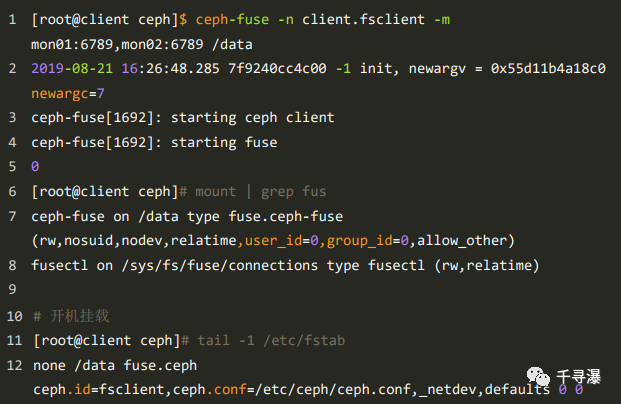 1 [root@client ceph]$ ceph-fuse -n client.fsclient -m
mon01:6789,mon02:6789 /data
2 2019-08-21 16:26:48.285 7f9240cc4c00 -1 init, newargv = 0x55d11b4a18c0
newargc=7
3 ceph-fuse[1692]: starting ceph client
4 ceph-fuse[1692]: starting fuse
5 0
6 [root@client ceph]# mount | grep fus
7 ceph-fuse on /data type fuse.ceph-fuse
(rw,nosuid,nodev,relatime,user_id=0,group_id=0,allow_other)
8 fusectl on /sys/fs/fuse/connections type fusectl (rw,relatime)
9
10 # 开机挂载
11 [root@client ceph]# tail -1 /etc/fstab
12 none /data fuse.ceph
ceph.id=fsclient,ceph.conf=/etc/ceph/ceph.conf,_netdev,defaults 0 0
千寻瀑